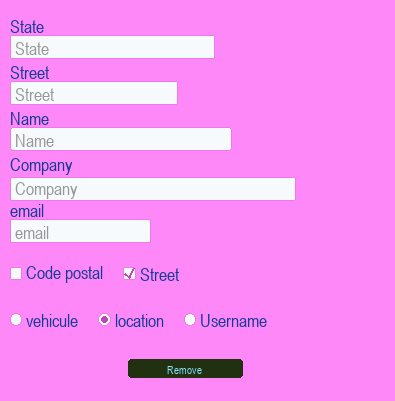 State
State
Street
Street
Name
Name
Company
Company
email
email
Code postal Street
vehicule location Username
Remove